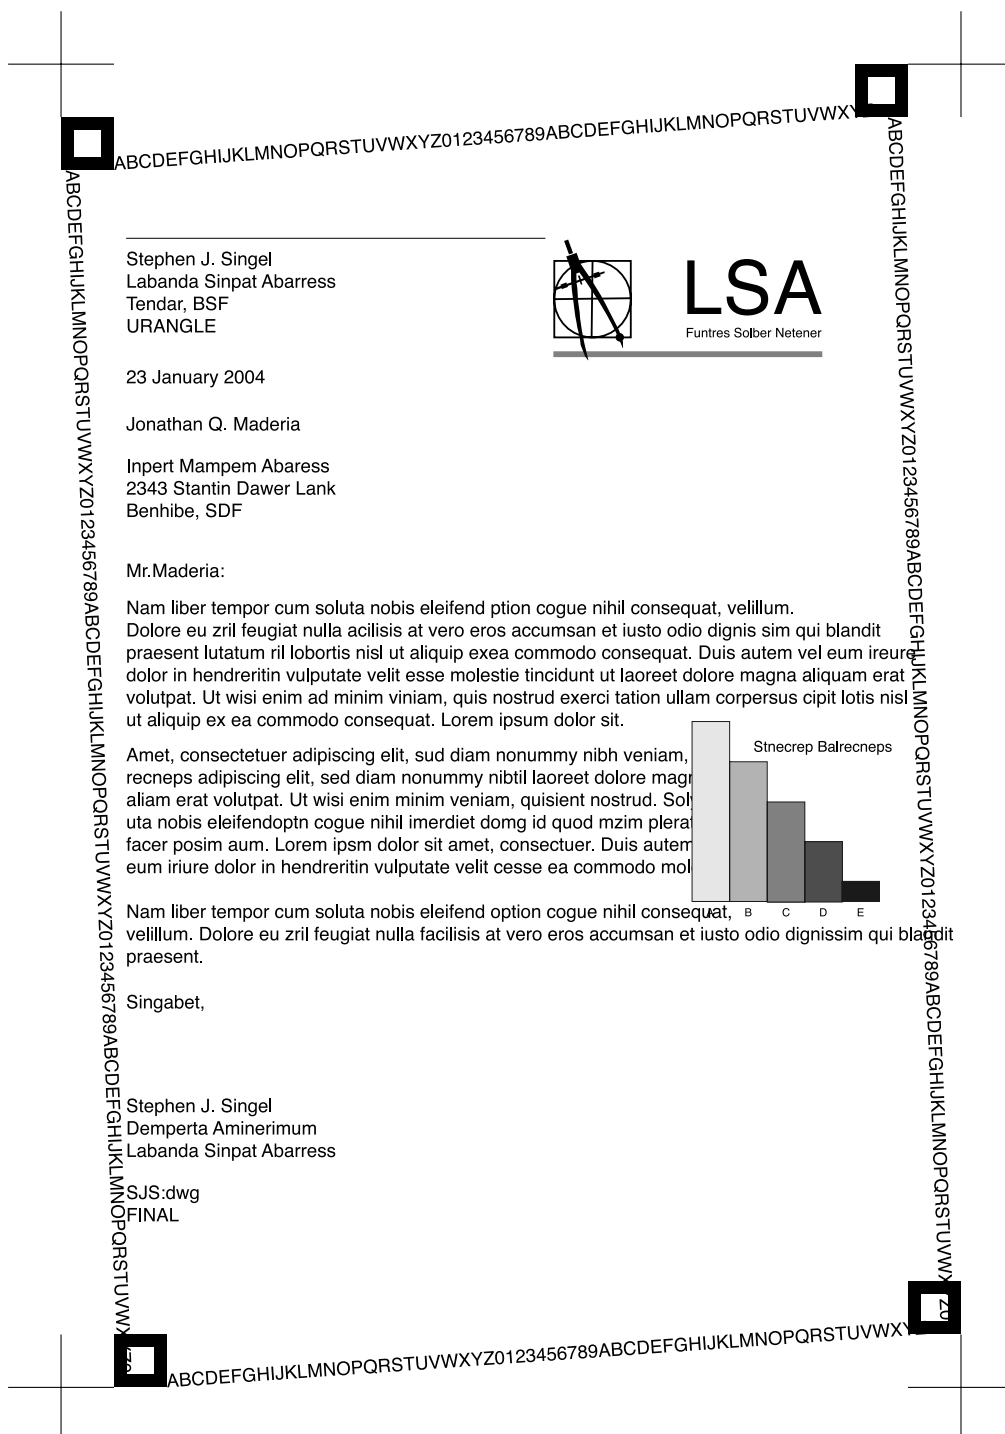 ABCDEFGHIJKLMNOPQRSTUVWXYZ0123456789ABCDEFGHIJKLMNOPQRSTUVWX
ABCDEFGHIJKLMNOPQRSTUVWXYZ0123456789ABCDEFGHIJKLMNOPQRSTUVWXYZ0123456789ABCDEFGHIJKLMNOPQRSTUVWX
ABCDEFGHIJKLMNOPQRSTUVWXYZ0123456789ABCDEFGHIJKLMNOPQRSTUVWXYZ0123456789ABCDEFGHIJKLMNOPQRSTUVWX
Stephen J. Singel
Labanda Sinpat Abarress
Tendar, BSF
URANGLE
LSA
Funtres Solber Netener
23 January 2004
Jonathan Q. Maderia
Inpert Mampem Abaress
2343 Stantin Dawer Lank
Benhibe, SDF
Mr.Maderia:
Nam liber tempor cum soluta nobis eleifend ption cogue nihil consequat, velillum.
Dolore eu zril feugiat nulla acilisis at vero eros accumsan et iusto odio dignis sim qui blandit
praesent lutatum ril lobortis nisl ut aliquip exea commodo consequat. Duis autem vel eum ireure
dolor in hendreritin vulputate velit esse molestie tincidunt ut laoreet dolore magna aliquam erat
volutpat. Ut wisi enim ad minim viniam, quis nostrud exerci tation ullam corpersus cipit lotis nisl
ut aliquip ex ea commodo consequat. Lorem ipsum dolor sit.
Amet, consectetuer adipiscing elit, sud diam nonummy nibh veniam,
recneps adipiscing elit, sed diam nonummy nibtil laoreet dolore
aliam erat volutpat. Ut wisi enim minim veniam, quisient nostrud.
uta nobis eleifendoptn cogue nihil imerdiet domg id quod mzim plerat
facer posim aum. Lorem ipsm dolor sit amet, consectuer. Duis autem
eum iriure dolor in hendreritin vulputate velit cesse ea commodo
Stnecrep Balrecneps
A B C D E
Nam liber tempor cum soluta nobis eleifend option cogue nihil consequat,
velillum. Dolore eu zril feugiat nulla facilisis at vero eros accumsan et iusto odio dignissim qui blandit
praesent.
Singabet,
Stephen J. Singel
Demperta Aminerimum
Labanda Sinpat Abarress
SJS:dwg
FINAL
ABCDEFGHIJKLMNOPQRSTUVWXYZ0123456789ABCDEFGHIJKLMNOPQRSTUVWX